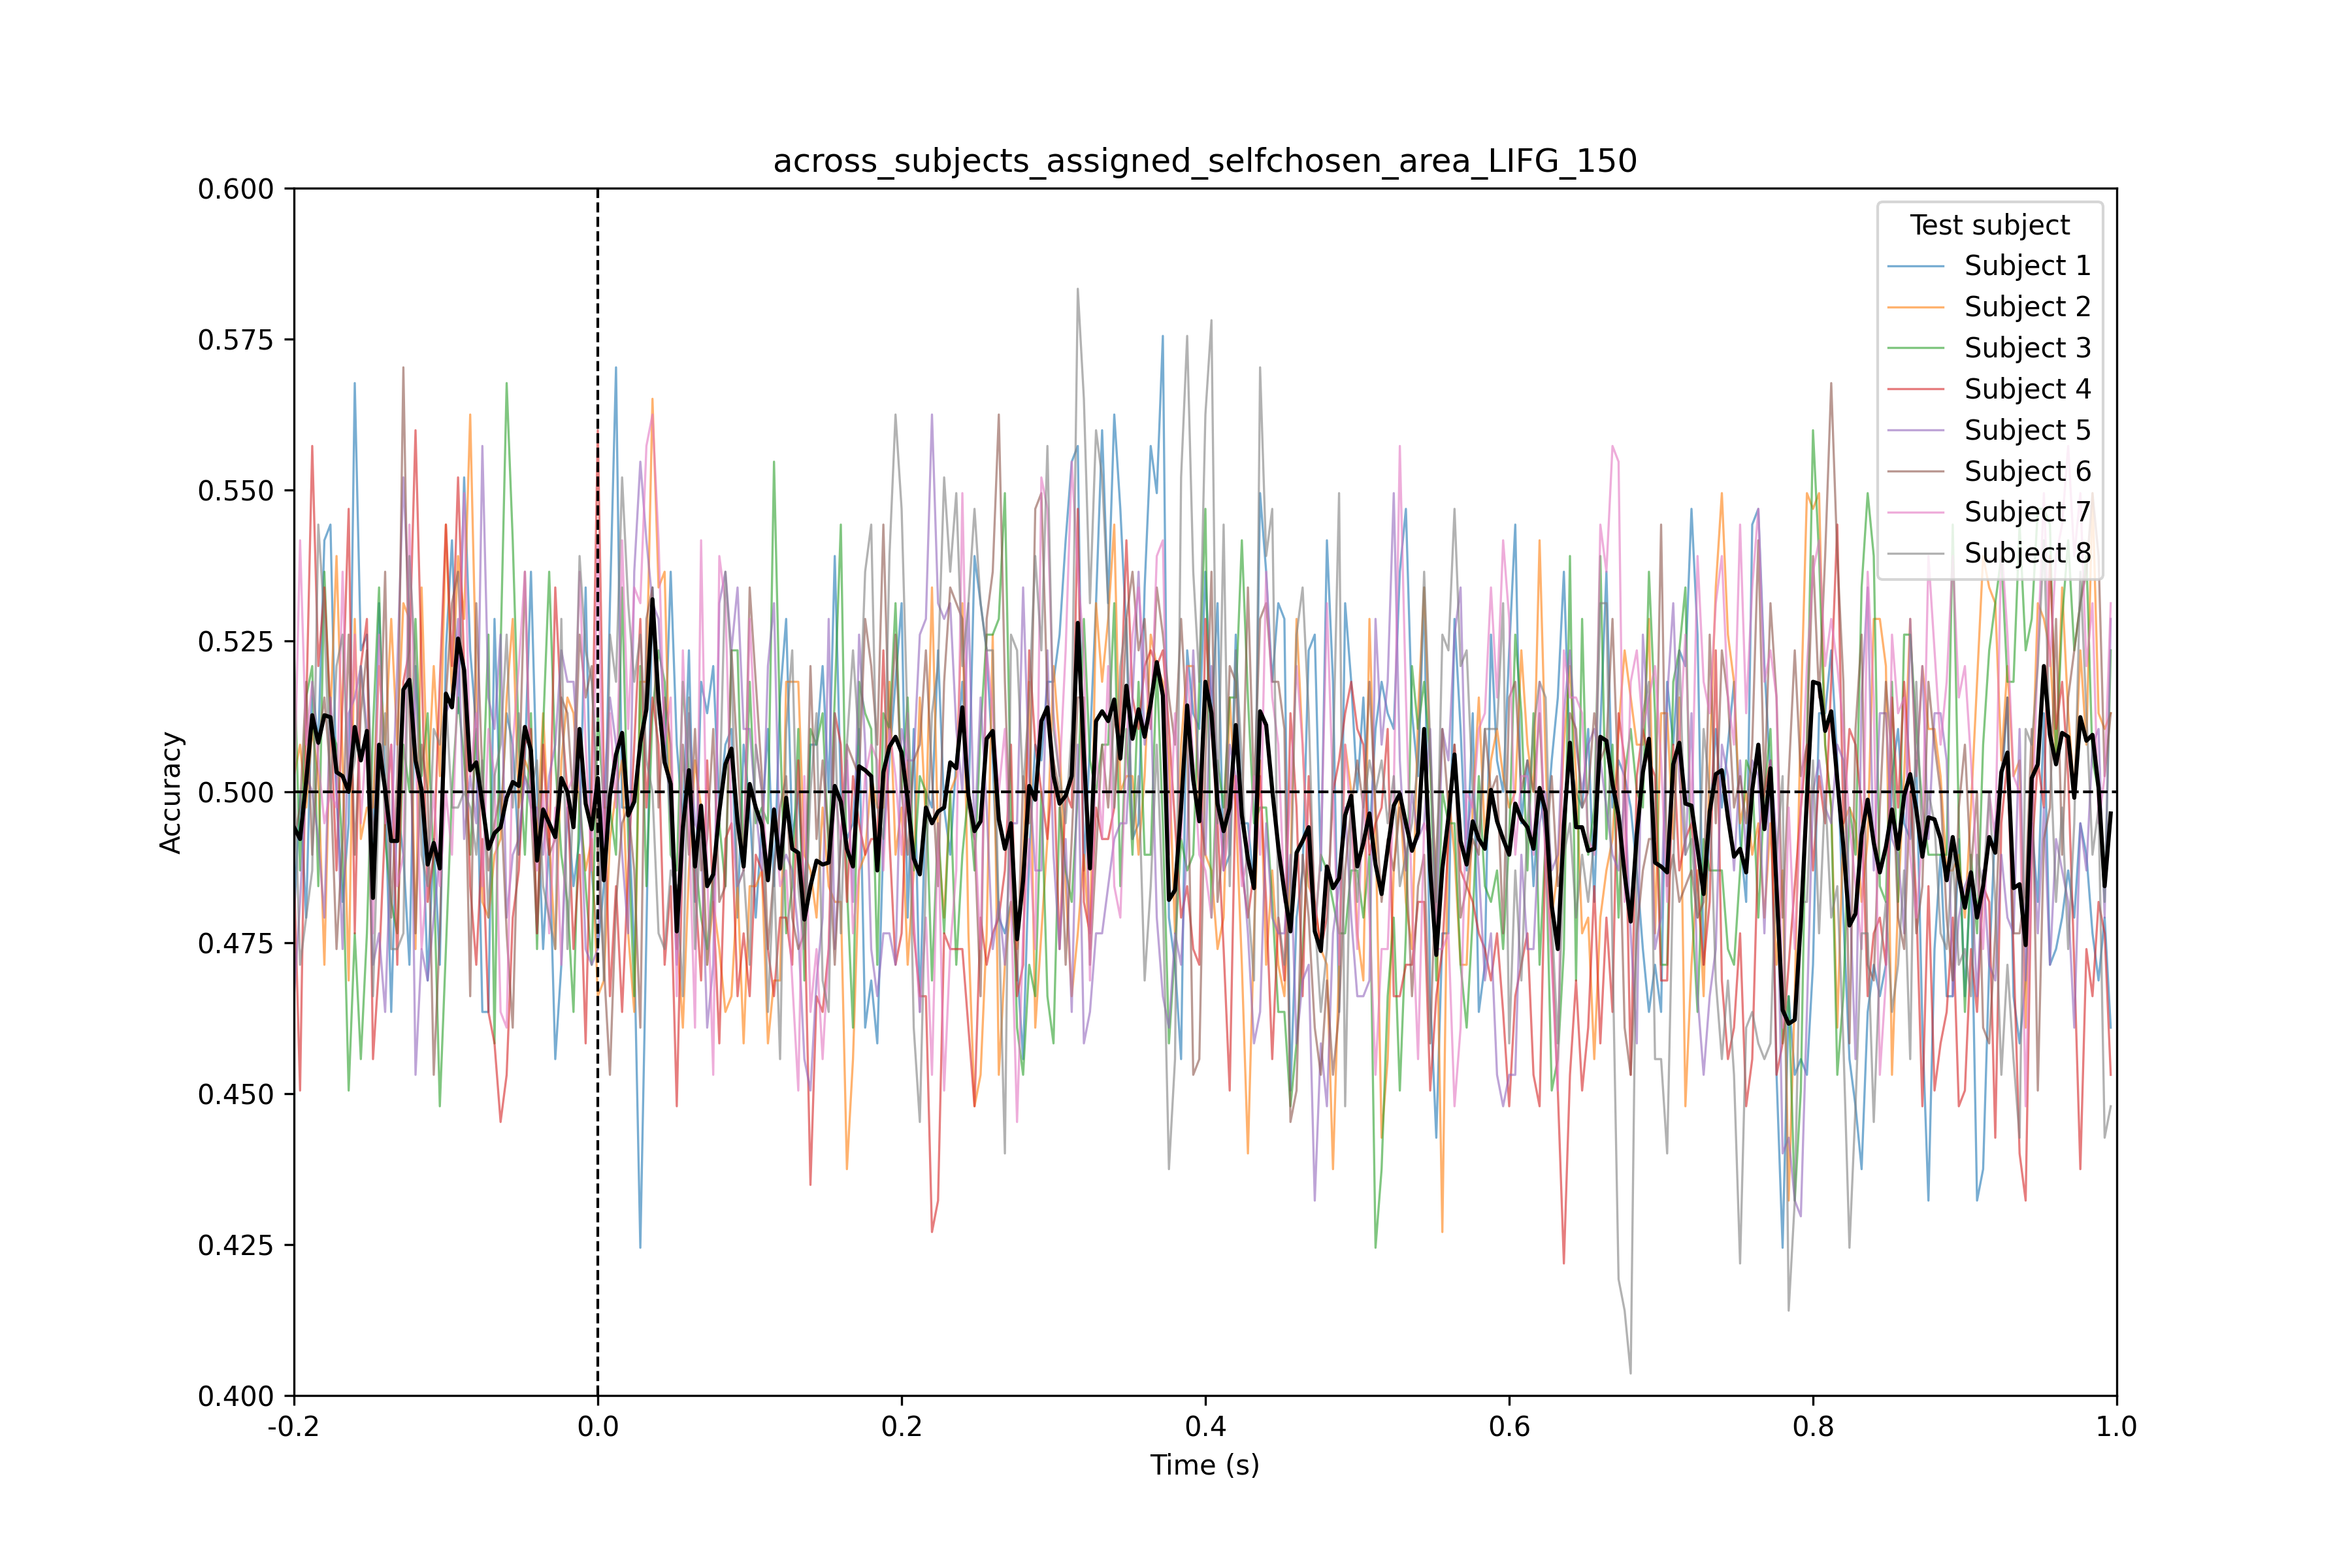 across_subjects_assigned_selfchosen_area_LIFG_150
0.600
0.575
0.550
0.525
0.500
0.475
0.450
0.425
0.400
Accuracy
Test subject
Subject 1
Subject 2
Subject 3
Subject 4
Subject 5
Subject 6
Subject 7
Subject 8
-0.2
0.0
0.2
0.4
0.6
0.8
1.0
Time (s)